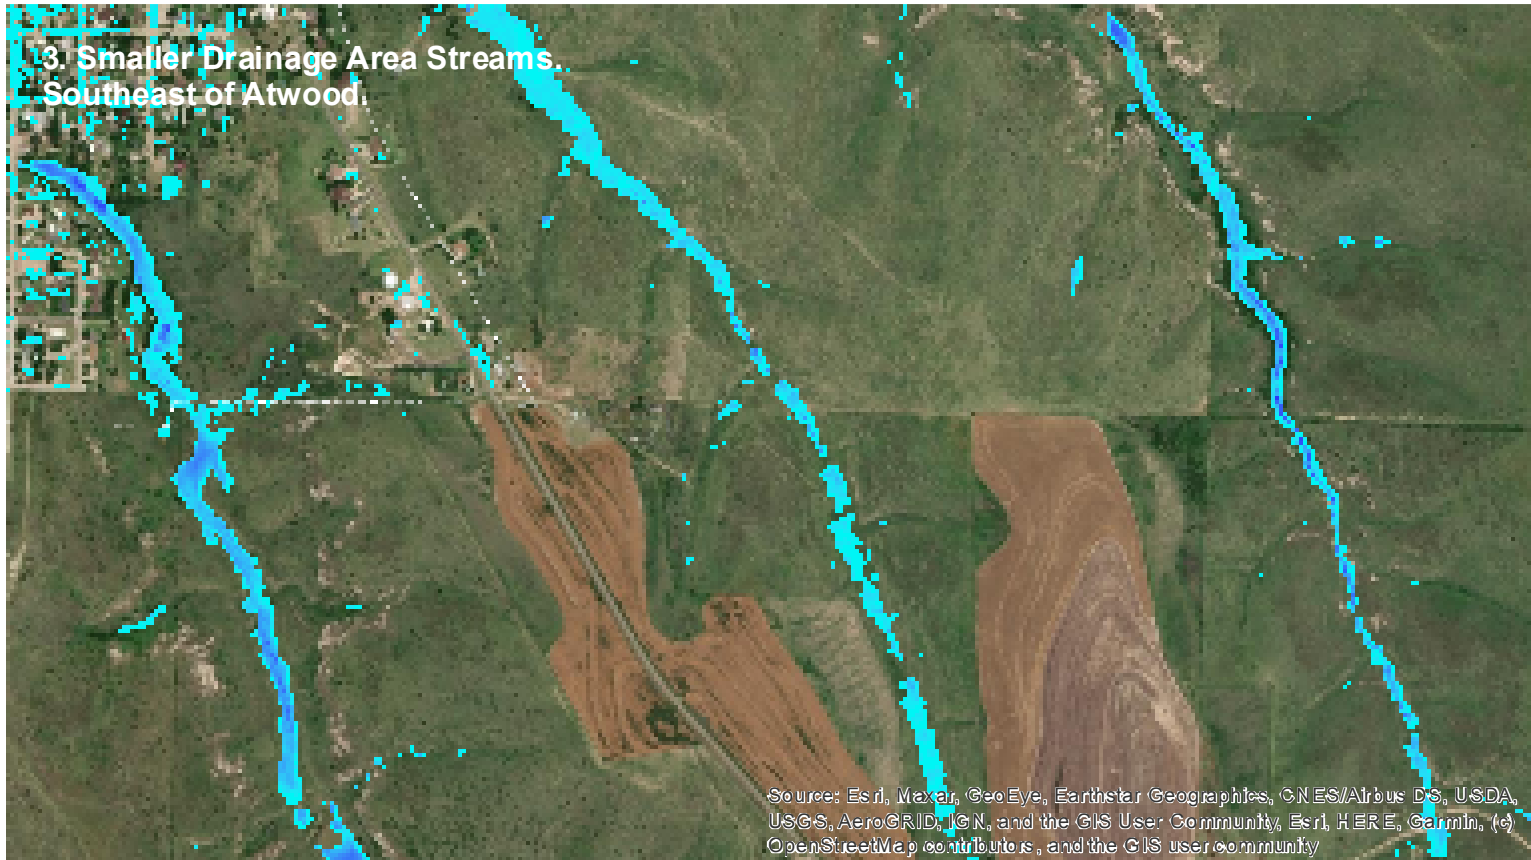 3. Smaller Drainage Area Streams.
Southeast of Atwood.
Source: Esri, Maxar, GeoEye, Earthstar Geographics, CNES/Airbus DS, USDA,
USGS, AeroGRID, IGN, and the GIS User Community, Esri, HERE, Garmin, (c)
OpenStreetMap contributors, and the GIS user community